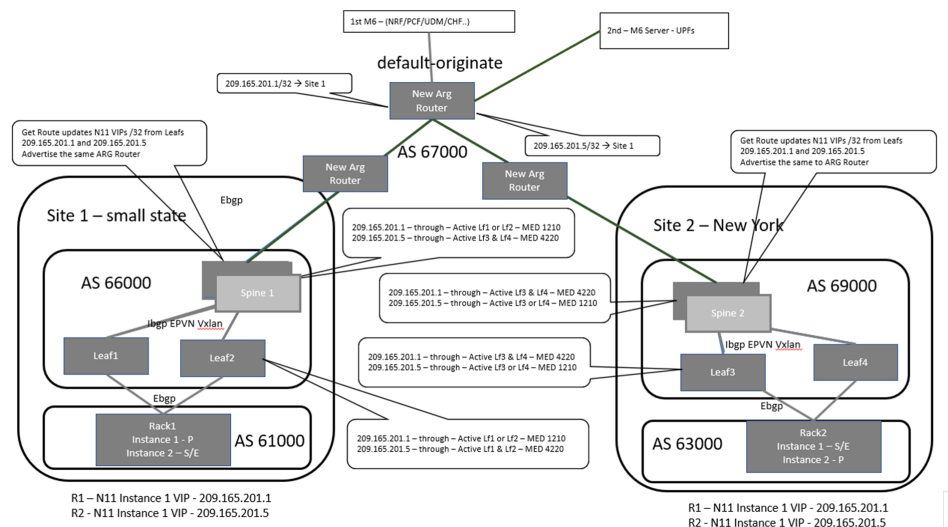 1st M6 – (NRF/PCF/UDM/CHF..)
2nd – M6 Server - UPFs
default-originate
209.165.201.1/32 → Site 1
New Arg
Router
Get Route updates N11 VIPs /32 from Leafs
209.165.201.1 and 209.165.201.5
Advertise the same ARG Router
AS 67000
209.165.201.5/32 → Site 1
Get Route updates N11 VIPs /32 from Leafs
209.165.201.1 and 209.165.201.5
Advertise the same to ARG Router
New Arg
Router
New Arg
Router
Ebgp
Site 1 – small state
209.165.201.1 – through – Active Lf1 or Lf2 – MED 1210
209.165.201.5 – through – Active Lf3 & Lf4 – MED 4220
Site 2 – New York
AS 66000
Spine 1
209.165.201.1 – through – Active Lf3 & Lf4 – MED 4220
209.165.201.5 – through – Active Lf3 or Lf4 – MED 1210
AS 69000
Spine 2
Ibgp EPVN Vxlan
Leaf1
Leaf2
209.165.201.1 – through – Active Lf3 & Lf4 – MED 4220
209.165.201.5 – through – Active Lf3 or Lf4 – MED 1210
Ibgp EVPN Vxlan
Leaf3
Leaf4
Ebgp
Ebgp
Rack1
Instance 1 - P
Instance 2 – S/E
AS 61000
209.165.201.1 – through – Active Lf1 or Lf2 – MED 1210
209.165.201.5 – through – Active Lf1 & Lf2 – MED 4220
AS 63000
Rack2
Instance 1 – S/E
Instance 2 - P
R1 – N11 Instance 1 VIP - 209.165.201.1
R2 - N11 Instance 1 VIP - 209.165.201.5
R1 – N11 Instance 1 VIP - 209.165.201.1
R2 - N11 Instance 1 VIP - 209.165.201.5